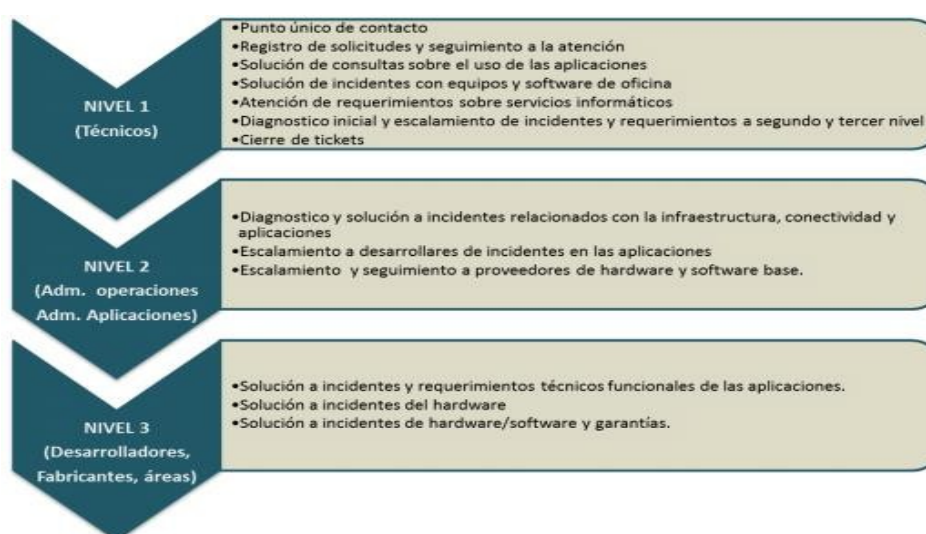 NIVEL 1
(Técnicos)
•Punto único de contacto
•Registro de solicitudes y seguimiento a la atención
•Solución de consultas sobre el uso de las aplicaciones
•Solución de incidentes con equipos y software de oficina
•Atención de requerimientos sobre servicios informáticos
•Diagnostico inicial y escalamiento de incidentes y requerimientos a segundo y tercer nivel
•Cierre de tickets
NIVEL 2
(Adm. operaciones
Adm. Aplicaciones)
•Diagnostico y solución a incidentes relacionados con la infraestructura, conectividad y
aplicaciones
•Escalamiento a desarrollares de incidentes en las aplicaciones
•Escalamiento y seguimiento a proveedores de hardware y software base.
NIVEL 3
(Desarrolladores,
Fabricantes, áreas)
•Solución a incidentes y requerimientos técnicos funcionales de las aplicaciones.
•Solución a incidentes del hardware
•Solución a incidentes de hardware/software y garantías.